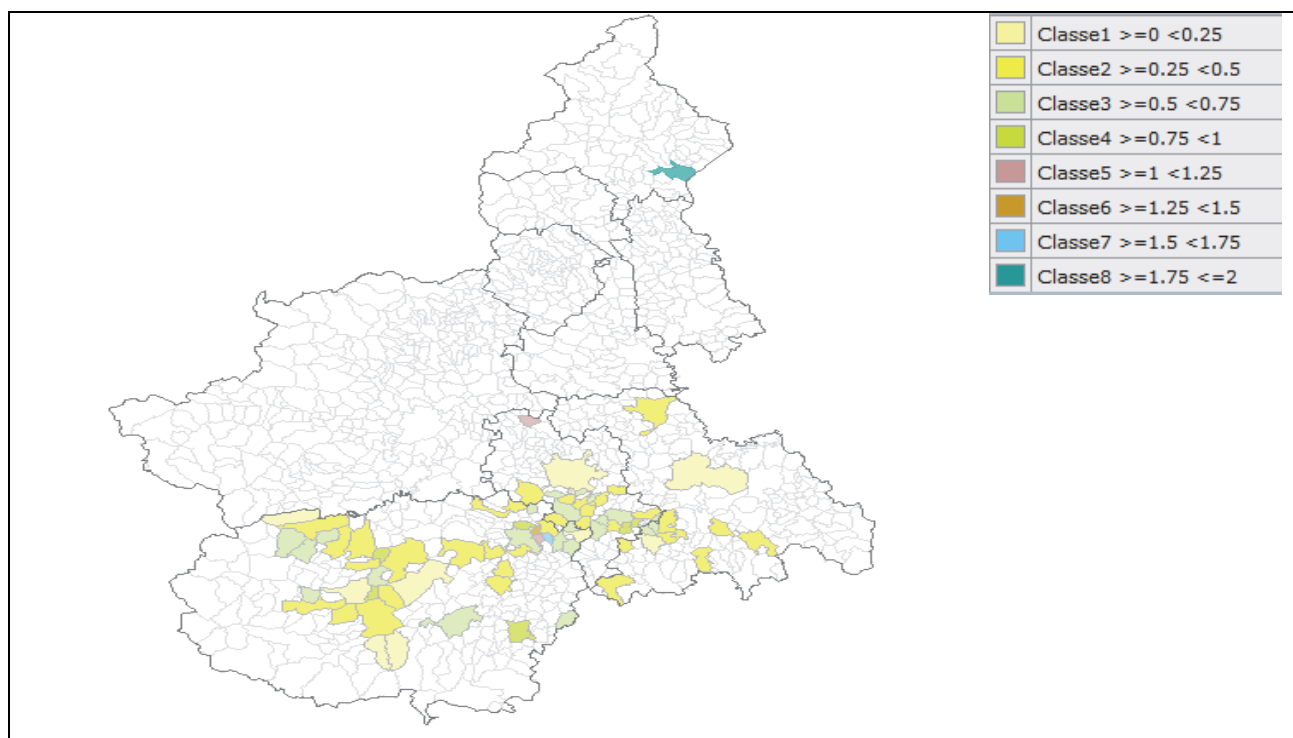 Classe1 >=0 <0.25
Classe2 >=0.25 <0.5
Classe3 >=0.5 <0.75
Classe4 >=0.75 <1
Classe5 >=1 <1.25
Classe6 >=1.25 <1.5
Classe7 >=1.5 <1.75
Classe8 >=1.75 <=2